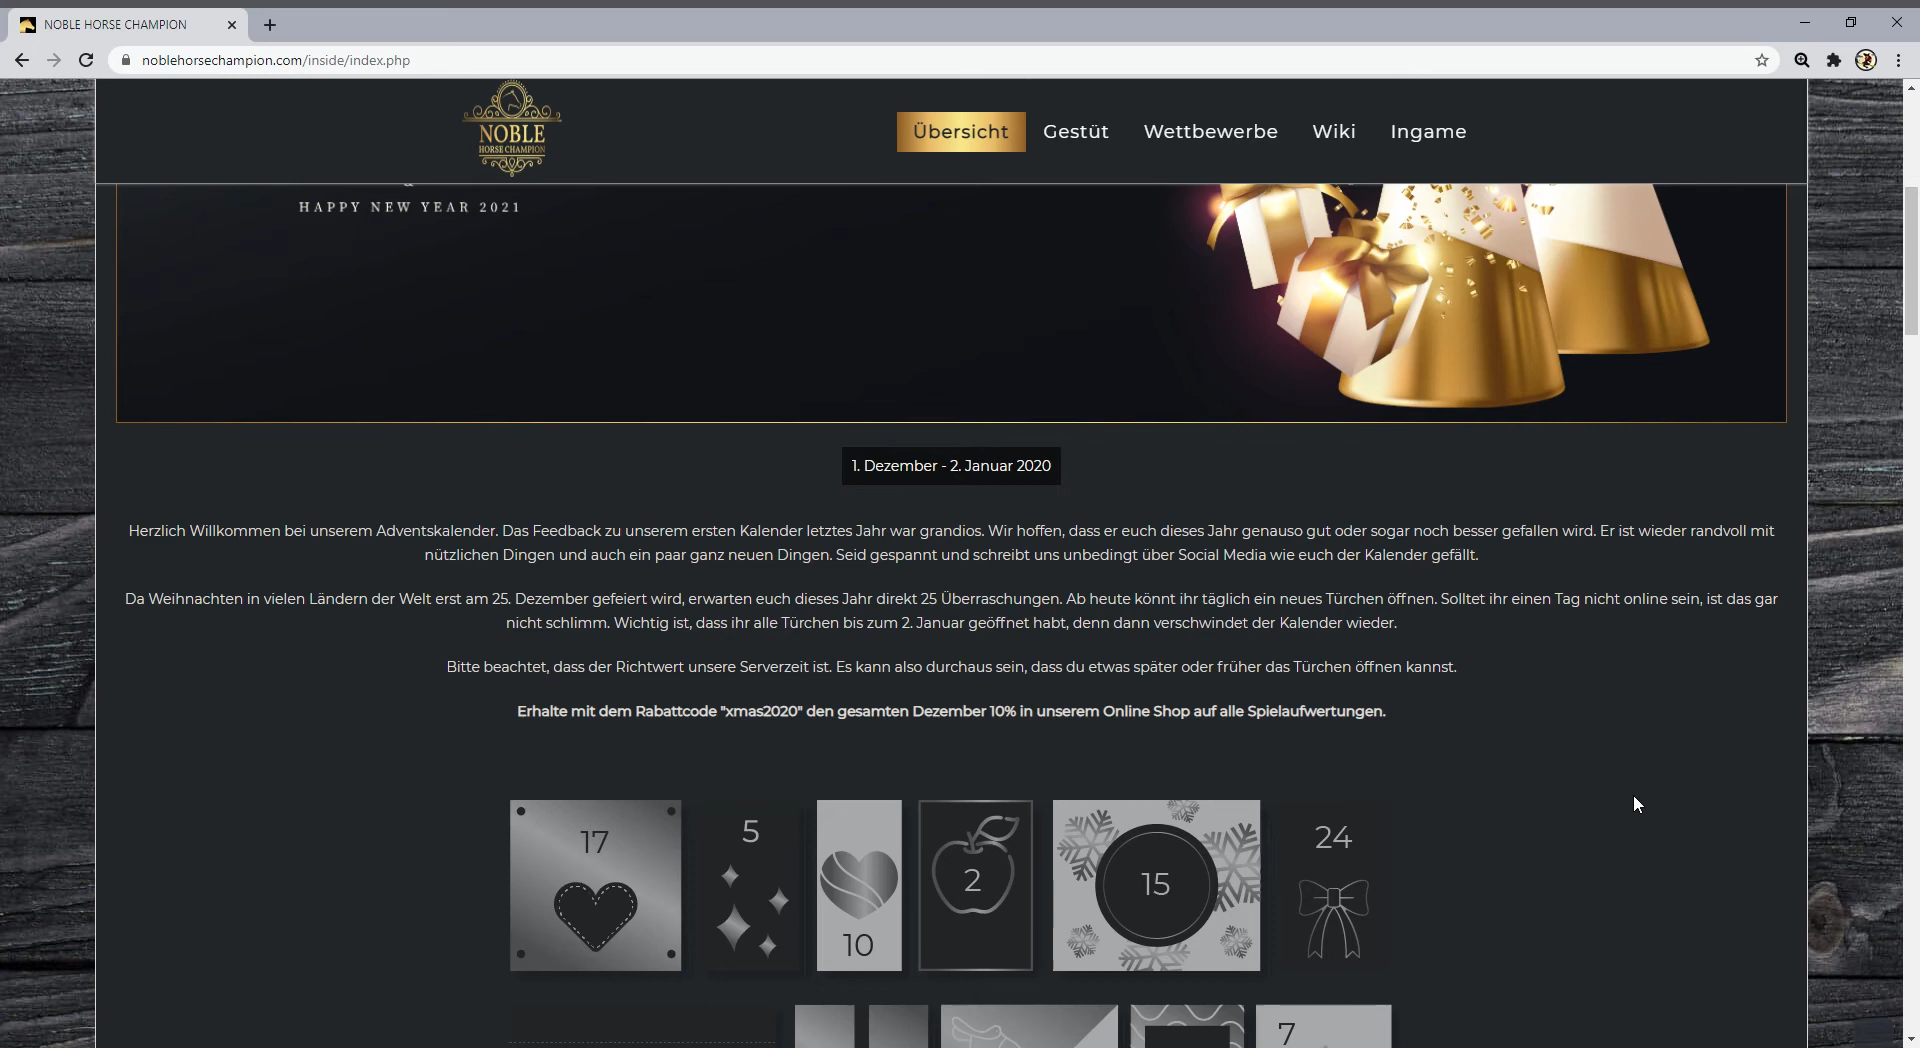 NOBLE HORSE CHAMPION
noblehorsechampion.com/inside/index.php
NOBLE
HORSE CHAMPION
Übersicht
Gestüt
Wettbewerbe
Wiki
Ingame
HAPPY NEW YEAR 2021
1. Dezember - 2. Januar 2020
Herzlich Willkommen bei unserem Adventskalender. Das Feedback zu unserem ersten Kalender letztes Jahr war grandios. Wir hoffen, dass er euch dieses Jahr genauso gut oder sogar noch besser gefallen wird. Er ist wieder randvoll mit
nützlichen Dingen und auch ein paar ganz neuen Dingen. Seid gespannt und schreibt uns unbedingt über Social Media wie euch der Kalender gefällt.
Da Weihnachten in vielen Ländern der Welt erst am 25. Dezember gefeiert wird, erwarten euch dieses Jahr direkt 25 Überraschungen. Ab heute könnt ihr täglich ein neues Türchen öffnen. Solltet ihr einen Tag nicht online sein, ist das gar
nicht schlimm. Wichtig ist, dass ihr alle Türchen bis zum 2. Januar geöffnet habt, denn dann verschwindet der Kalender wieder.
Bitte beachtet, dass der Richtwert unsere Serverzeit ist. Es kann also durchaus sein, dass du etwas später oder früher das Türchen öffnen kannst.
Erhalte mit dem Rabattcode "xmas2020" den gesamten Dezember 10% in unserem Online Shop auf alle Spielaufwertungen.
17
5
10
2
15
24
7